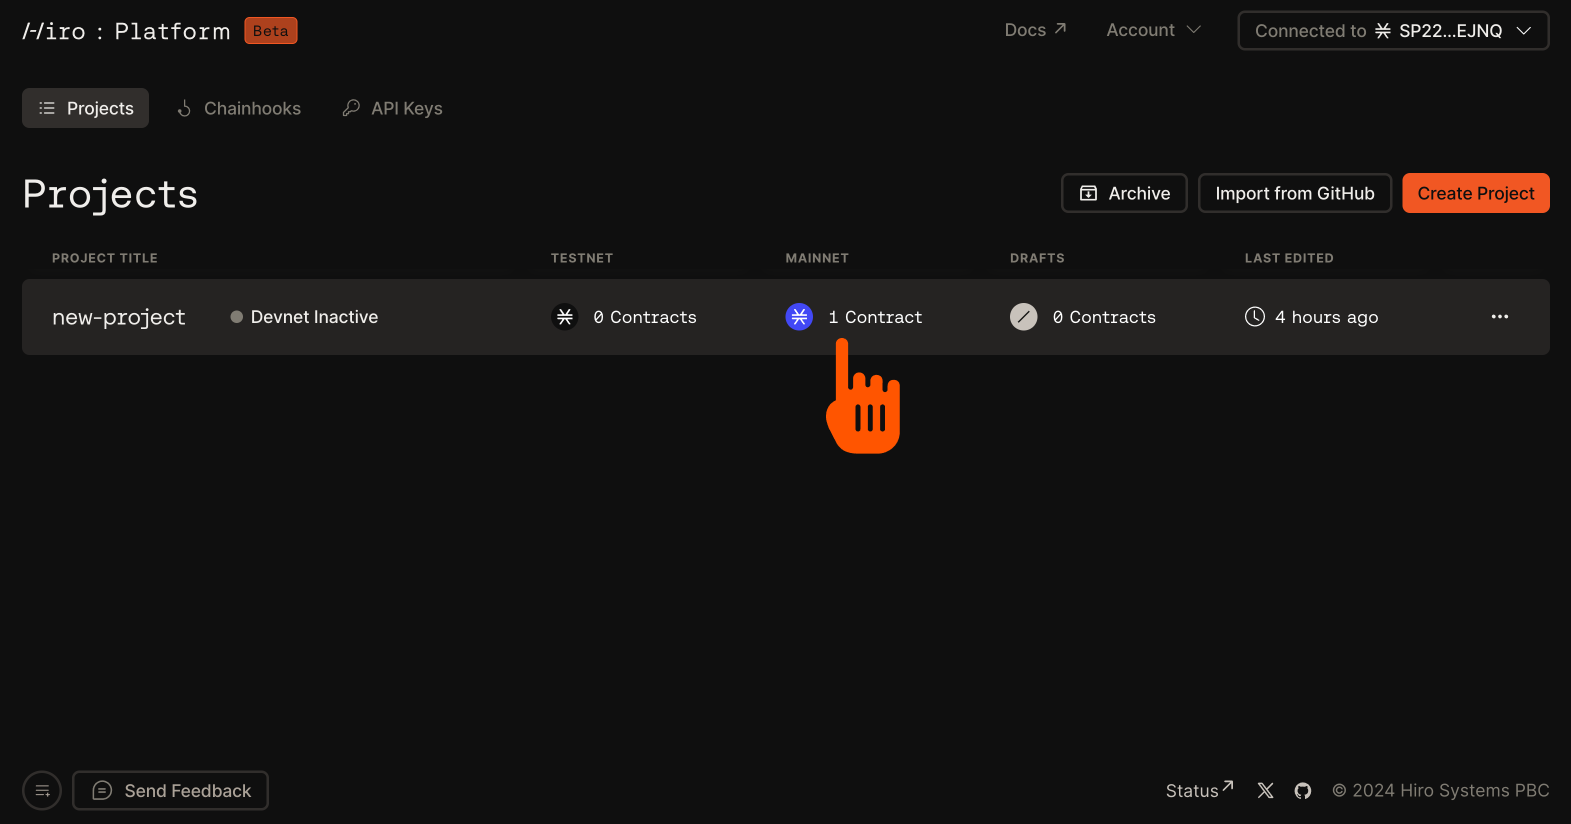 Hiro : Platform Beta
Docs ↗ Account Connected to SP22...EJNQ
Projects Chainhooks API Keys
Projects
Archive Import from GitHub Create Project
PROJECT TITLE TESTNET MAINNET DRAFTS LAST EDITED
new-project Devnet Inactive 0 Contracts 1 Contract 0 Contracts 4 hours ago ...
Send Feedback Status↗ © 2024 Hiro Systems PBC